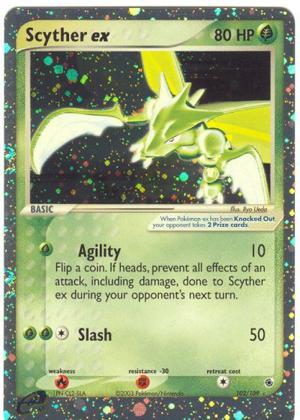 Scyther ex 80 HP
Illus. Ryo Ueda
BASIC
When Pokémon-ex has been Knocked Out,
your opponent takes 2 Prize cards.
Agility 10
Flip a coin. If heads, prevent all effects of an
attack, including damage, done to Scyther
ex during your opponent's next turn.
Slash 50
weakness resistance -30 retreat cost
©2003 Pokémon/Nintendo 102/109